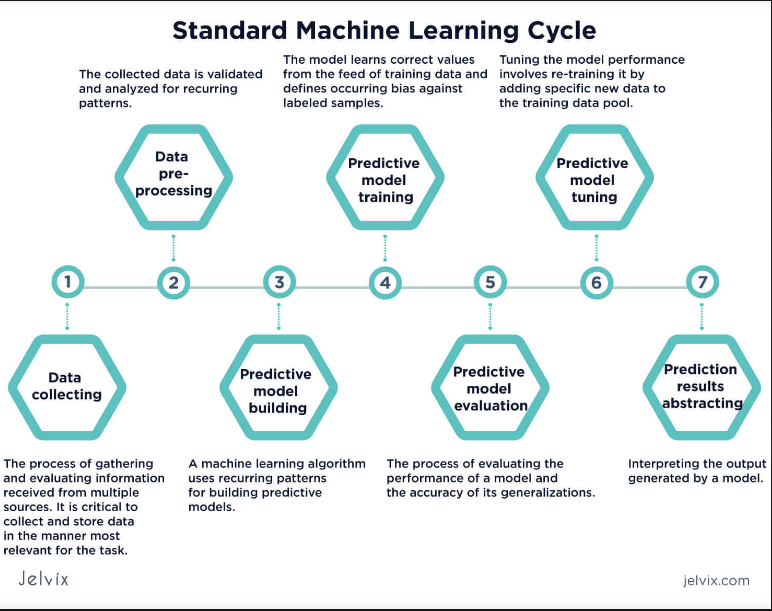 Standard Machine Learning Cycle
The collected data is validated
and analyzed for recurring
patterns.
The model learns correct values
from the feed of training data and
defines occurring bias against
labeled samples.
Tuning the model performance
involves re-training it by
adding specific new data to
the training data pool.
Data
pre-
processing
Predictive
model
training
Predictive
model
tuning
1
2
3
4
5
6
7
Data
collecting
Predictive
model
building
Predictive
model
evaluation
Prediction
results
abstracting
The process of gathering
and evaluating information
received from multiple
sources. It is critical to
collect and store data
in the manner most
relevant for the task.
A machine learning algorithm
uses recurring patterns
for building predictive
models.
The process of evaluating the
performance of a model and
the accuracy of its generalizations.
Interpreting the output
generated by a model.
Jelvix
jelvix.com